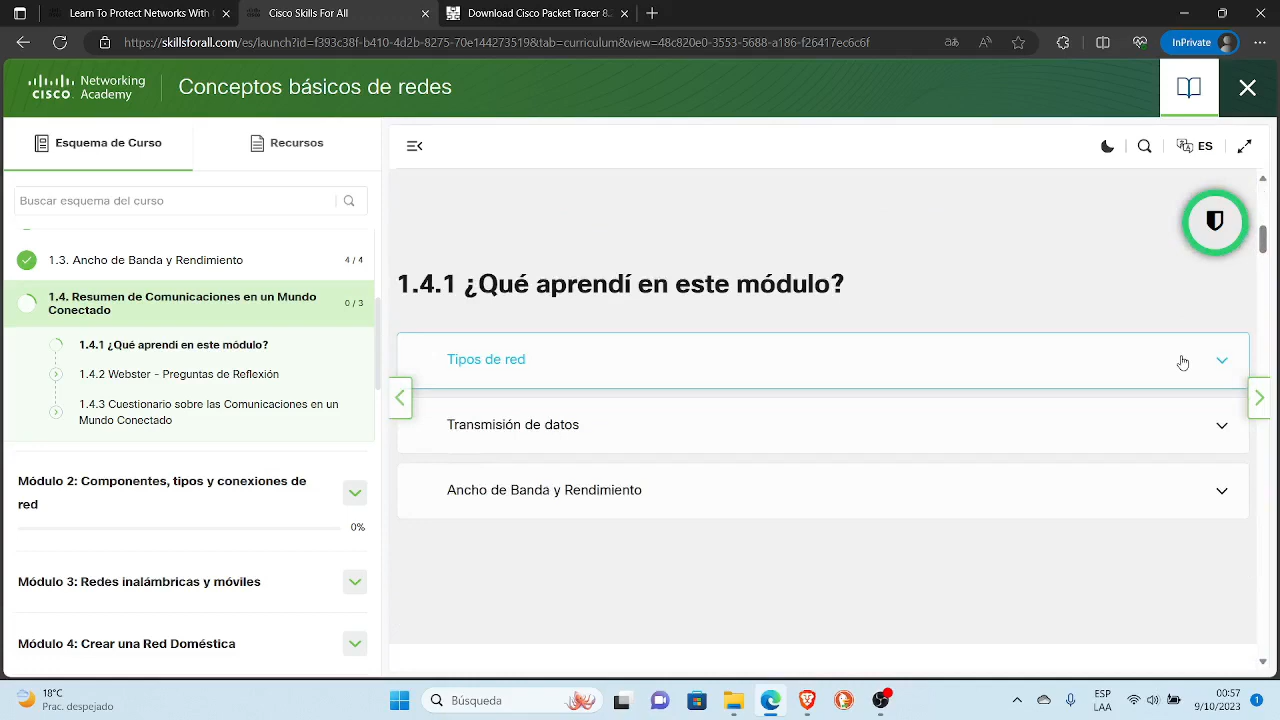 Learn To Protect Networks With
Cisco Skills For All
Download Cisco Packet Tracer 8.
https://skillsforall.com/es/launch?id=f393c38f-b410-4d2b-8275-70f144257519&tab=curriculum&view=48c820e0-3553-5688-a189-f26417ec6c6f
InPrivate
CISCO
Networking
Academy
Conceptos básicos de redes
Esquema de Curso
Recursos
Buscar esquema del curso
1.3. Ancho de Banda y Rendimiento
4 / 4
1.4. Resumen de Comunicaciones en un Mundo
Conectado
0 / 3
1.4.1 ¿Qué aprendí en este módulo?
1.4.2 Webster - Preguntas de Reflexión
1.4.3 Cuestionario sobre las Comunicaciones en un
Mundo Conectado
Módulo 2: Componentes, tipos y conexiones de
red
0%
Módulo 3: Redes inalámbricas y móviles
Módulo 4: Crear una Red Doméstica
ES
1.4.1 ¿Qué aprendí en este módulo?
Tipos de red
Transmisión de datos
Ancho de Banda y Rendimiento
18°C
Prac. despejado
Búsqueda
ESP
LAA
00:57
9/10/2023
1